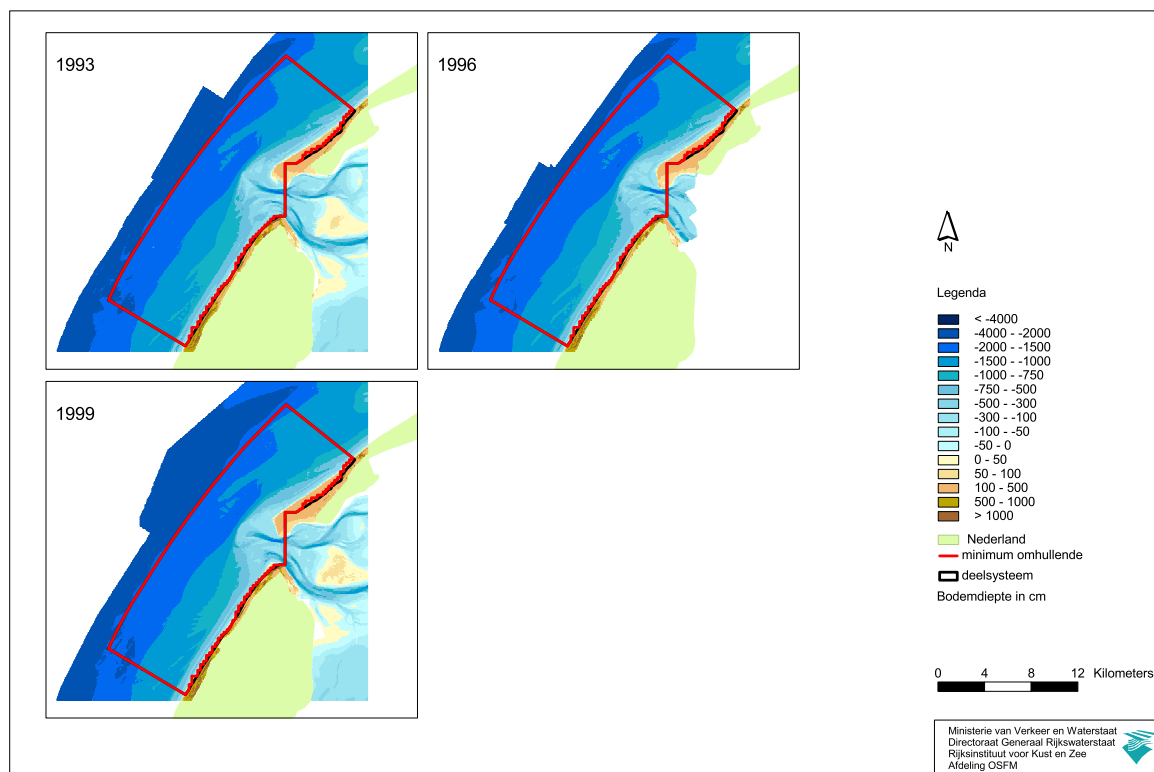 1993
1996
1999
N
Legenda
< -4000
-4000 - -2000
-2000 - -1500
-1500 - -1000
-1000 - -750
-750 - -500
-500 - -300
-300 - -100
-100 - -50
-50 - 0
0 - 50
50 - 100
100 - 500
500 - 1000
> 1000
Nederland
minimum omhullende
deelsysteem
Bodemdiepte in cm
0 4 8 12 Kilometers
Ministerie van Verkeer en Waterstaat
Directoraat Generaal Rijkswaterstaat
Rijksinstituut voor Kust en Zee
Afdeling OSFM